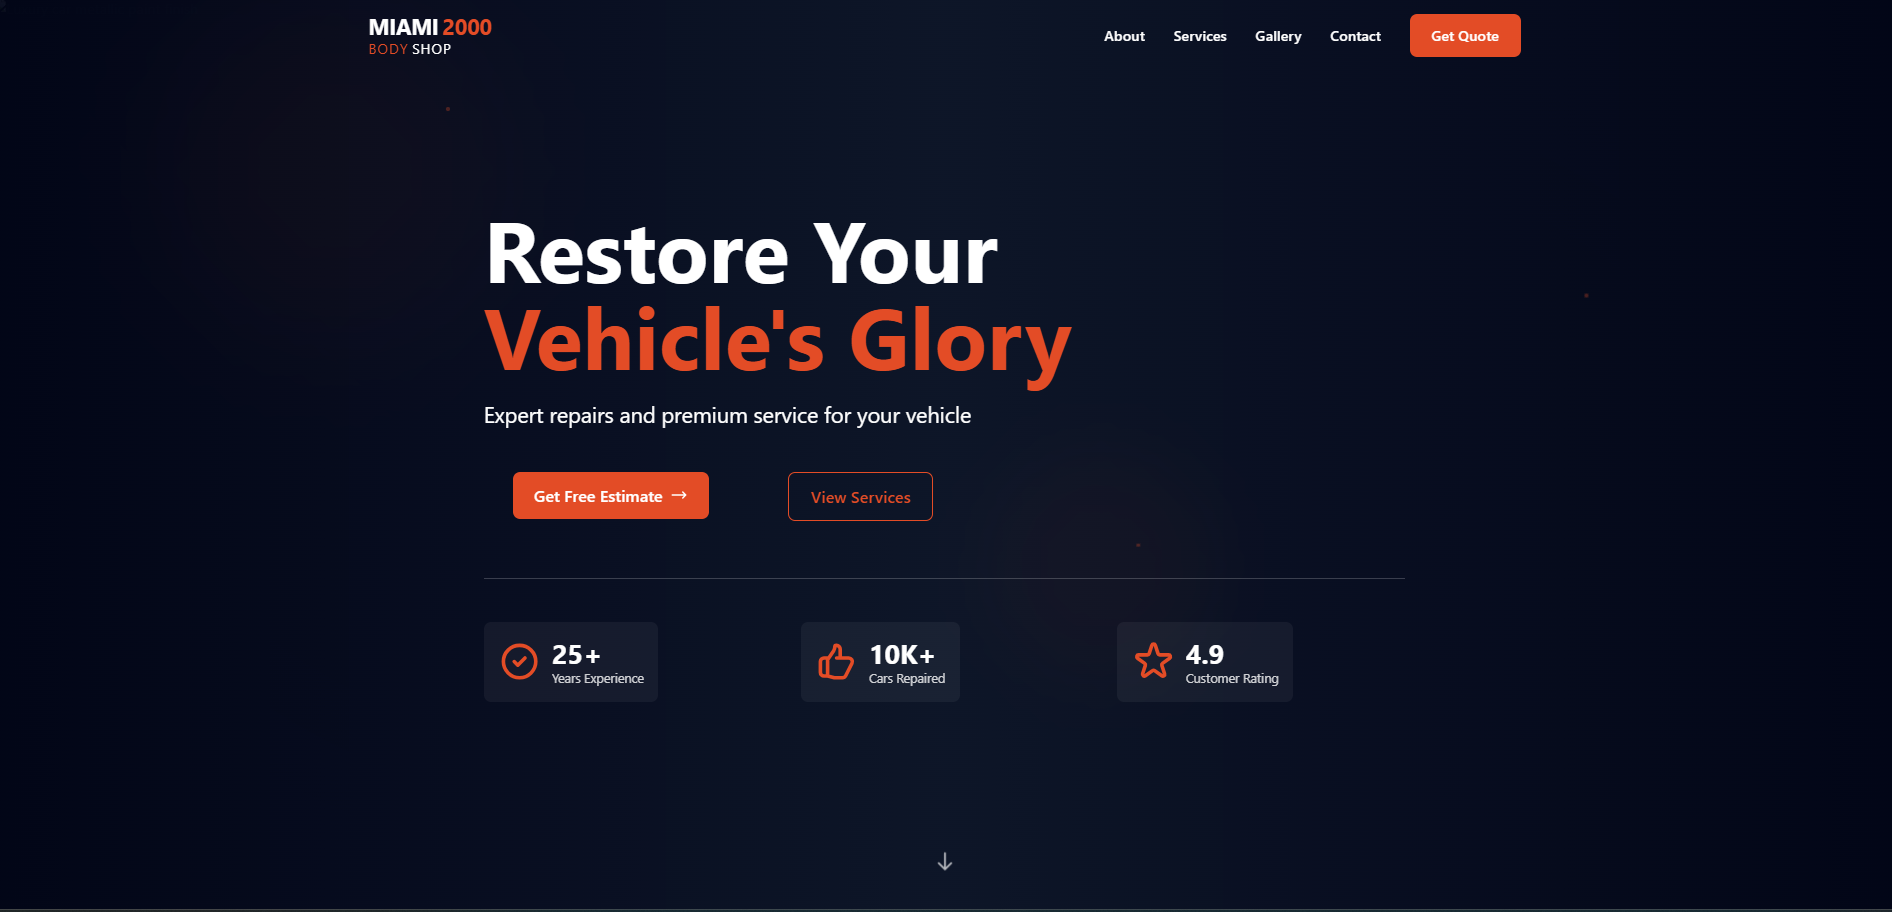 MIAMI 2000
BODY SHOP
About Services Gallery Contact Get Quote
Restore Your
Vehicle's Glory
Expert repairs and premium service for your vehicle
Get Free Estimate → View Services
25+ 10K+ 4.9
Years Experience Cars Repaired Customer Rating